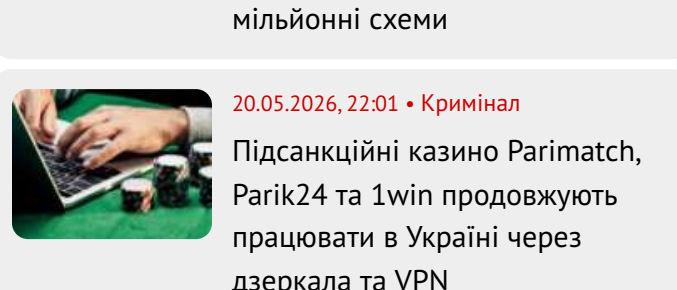 мільйонні схеми
20.05.2026, 22:01 • Кримінал
Підсанкційні казино Parimatch,
Parik24 та 1win продовжують
працювати в Україні через
дзеркала та VPN